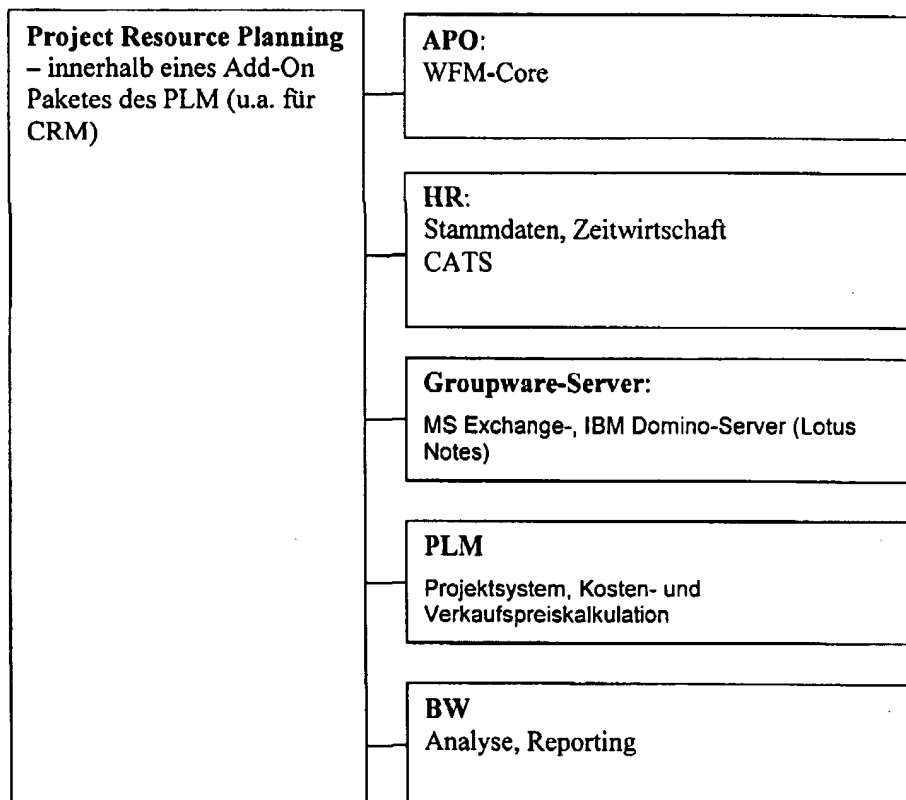 Project Resource Planning
– innerhalb eines Add-On
Paketes des PLM (u.a. für
CRM)
APO:
WFM-Core
HR:
Stammdaten, Zeitwirtschaft
CATS
Groupware-Server:
MS Exchange-, IBM Domino-Server (Lotus
Notes)
PLM
Projektsystem, Kosten- und
Verkaufspreiskalkulation
BW
Analyse, Reporting